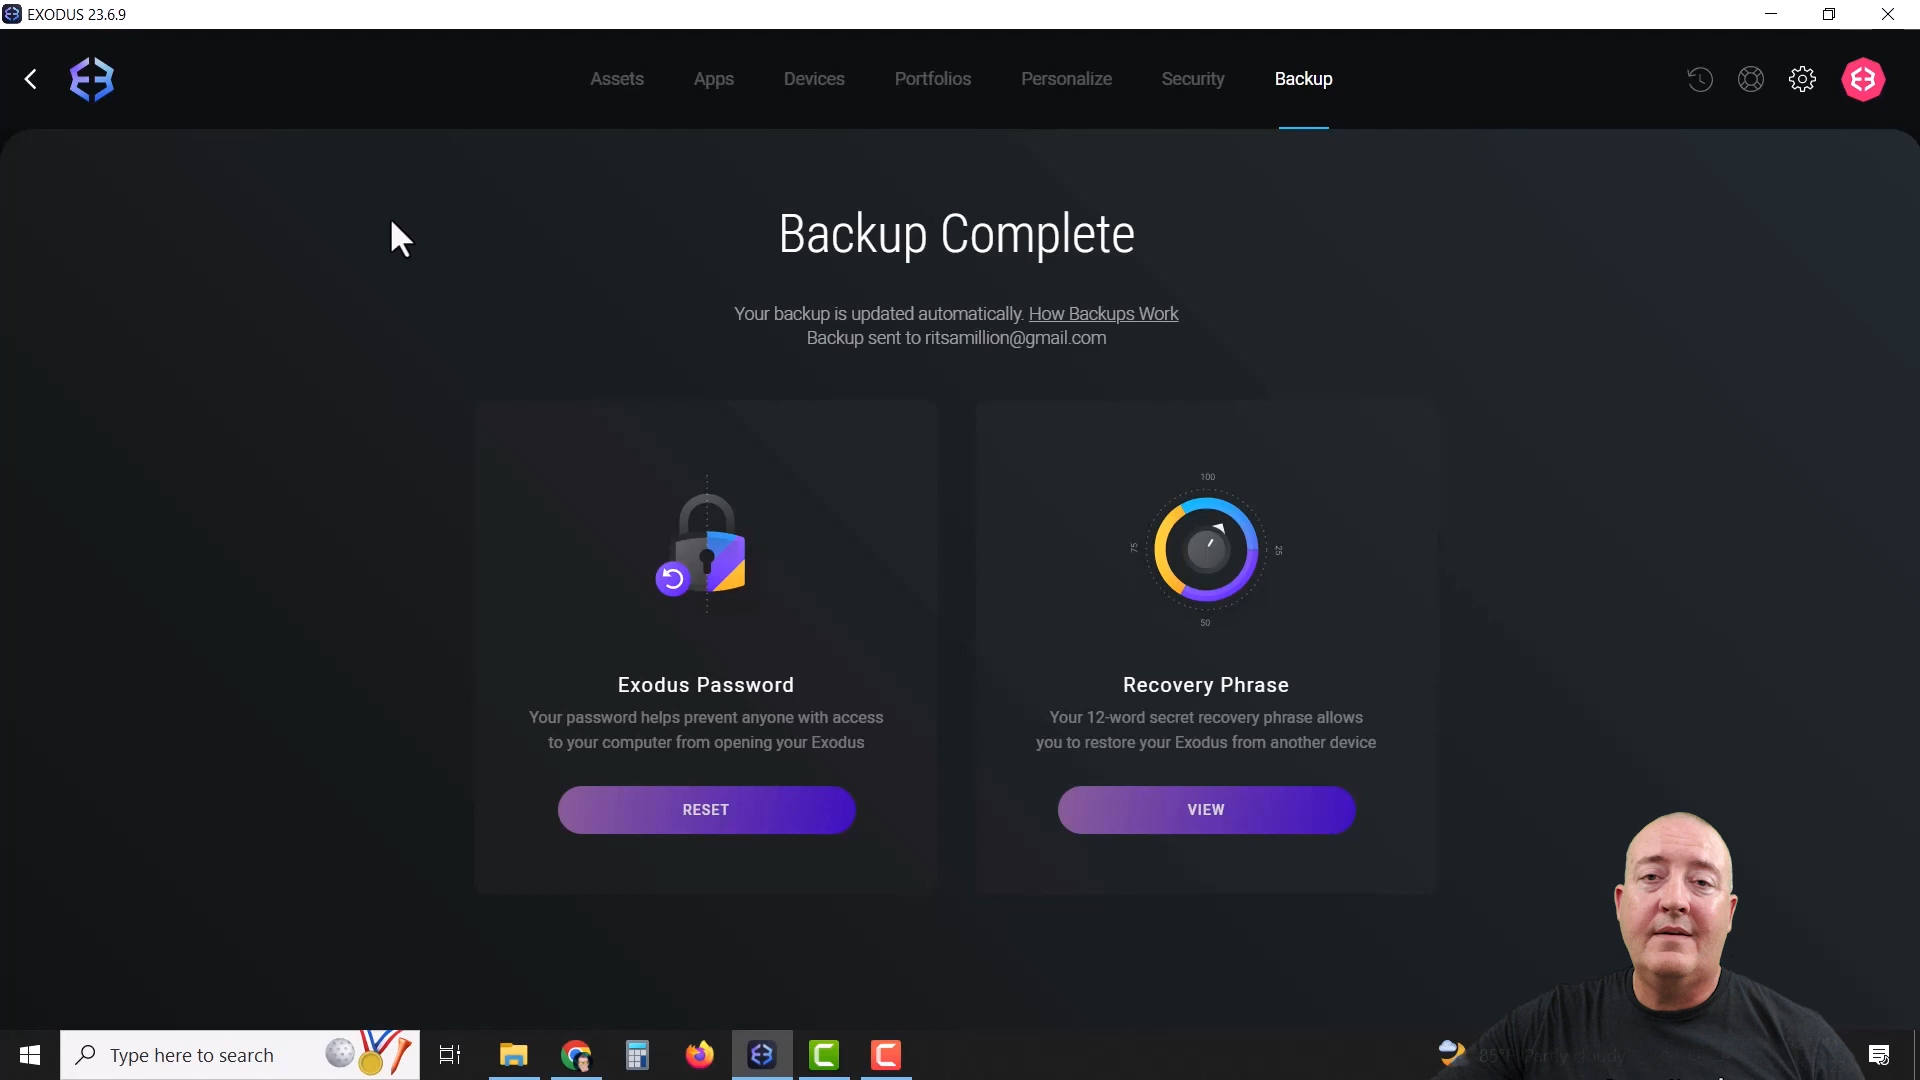 EXODUS 23.6.9
Assets Apps Devices Portfolios Personalize Security Backup
Backup Complete
Your backup is updated automatically. How Backups Work
Backup sent to ritsamillion@gmail.com
100
75
25
50
Exodus Password
Your password helps prevent anyone with access
to your computer from opening your Exodus
RESET
Recovery Phrase
Your 12-word secret recovery phrase allows
you to restore your Exodus from another device
VIEW
Type here to search
85°F Partly cloudy